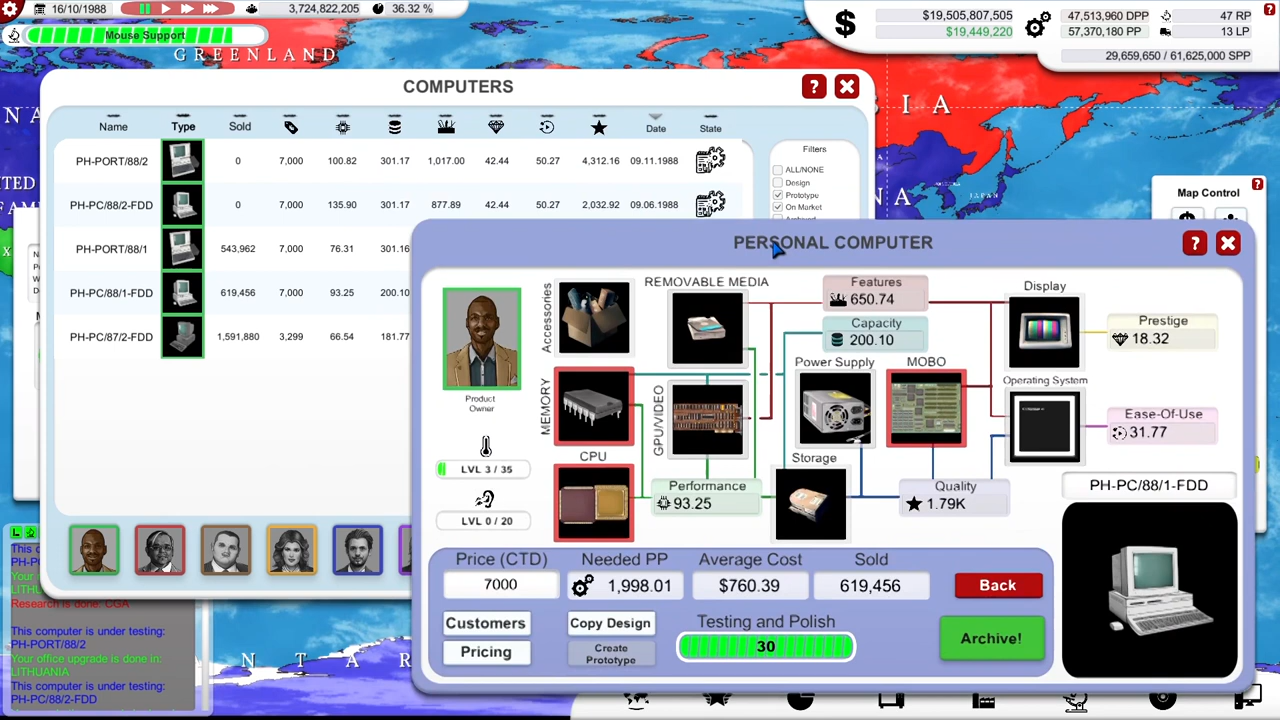 16/10/1988
3,724,822,205
36.32 %
$19,505,807,505
47,513,960 DPP
47 RP
$19,449,220
57,370,180 PP
13 LP
29,659,650 / 61,625,000 SPP
Mouse Support
GREENLAND
COMPUTERS
? 
Name Type Sold Date State
PH-PORT/88/2 0 7,000 100.82 301.17 1,017.00 42.44 50.27 4,312.16 09.11.1988
PH-PC/88/2-FDD 0 7,000 135.90 301.17 877.89 42.44 50.27 2,032.92 09.06.1988
PH-PORT/88/1 543,962 7,000 76.31 301.16
PH-PC/88/1-FDD 619,456 7,000 93.25 200.10
PH-PC/87/2-FDD 1,591,880 3,299 66.54 181.77
Filters
ALL/NONE
Design
Prototype
On Market
JAPAN
Map Control
?
PERSONAL COMPUTER
?
Product
Owner
LVL 3 / 35
LVL 0 / 20
Accessories
REMOVABLE MEDIA
Features
650.74
Capacity
200.10
Display
Prestige
18.32
MEMORY
GPU/VIDEO
Power Supply
MOBO
Operating System
Ease-Of-Use
31.77
CPU
Performance
93.25
Storage
Quality
1.79K
PH-PC/88/1-FDD
Price (CTD)
7000
Needed PP
1,998.01
Average Cost
$760.39
Sold
619,456
Back
Customers
Copy Design
Testing and Polish
30
Pricing
Create
Prototype
Archive!
LITHUANIA
Research is done: CGA
This computer is under testing:
PH-PORT/88/2
Your office upgrade is done in:
LITHUANIA
This computer is under testing:
PH-PC/88/2-FDD
N T A R